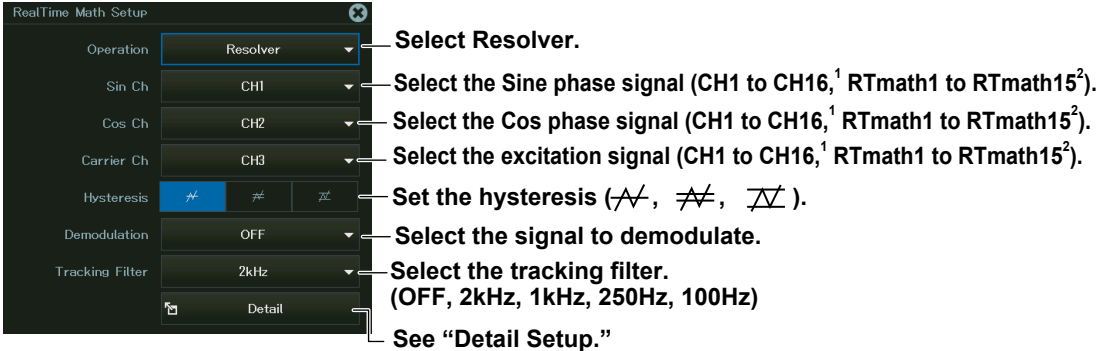 RealTime Math Setup
Operation Resolver Select Resolver.
Sin Ch CH1 Select the Sine phase signal (CH1 to CH16,1 RTmath1 to RTmath152).
Cos Ch CH2 Select the Cos phase signal (CH1 to CH16,1 RTmath1 to RTmath152).
Carrier Ch CH3 Select the excitation signal (CH1 to CH16,1 RTmath1 to RTmath152).
Hysteresis Set the hysteresis ( , , ).
Demodulation OFF Select the signal to demodulate.
Tracking Filter 2kHz Select the tracking filter.
(OFF, 2kHz, 1kHz, 250Hz, 100Hz)
Detail
See “Detail Setup.”